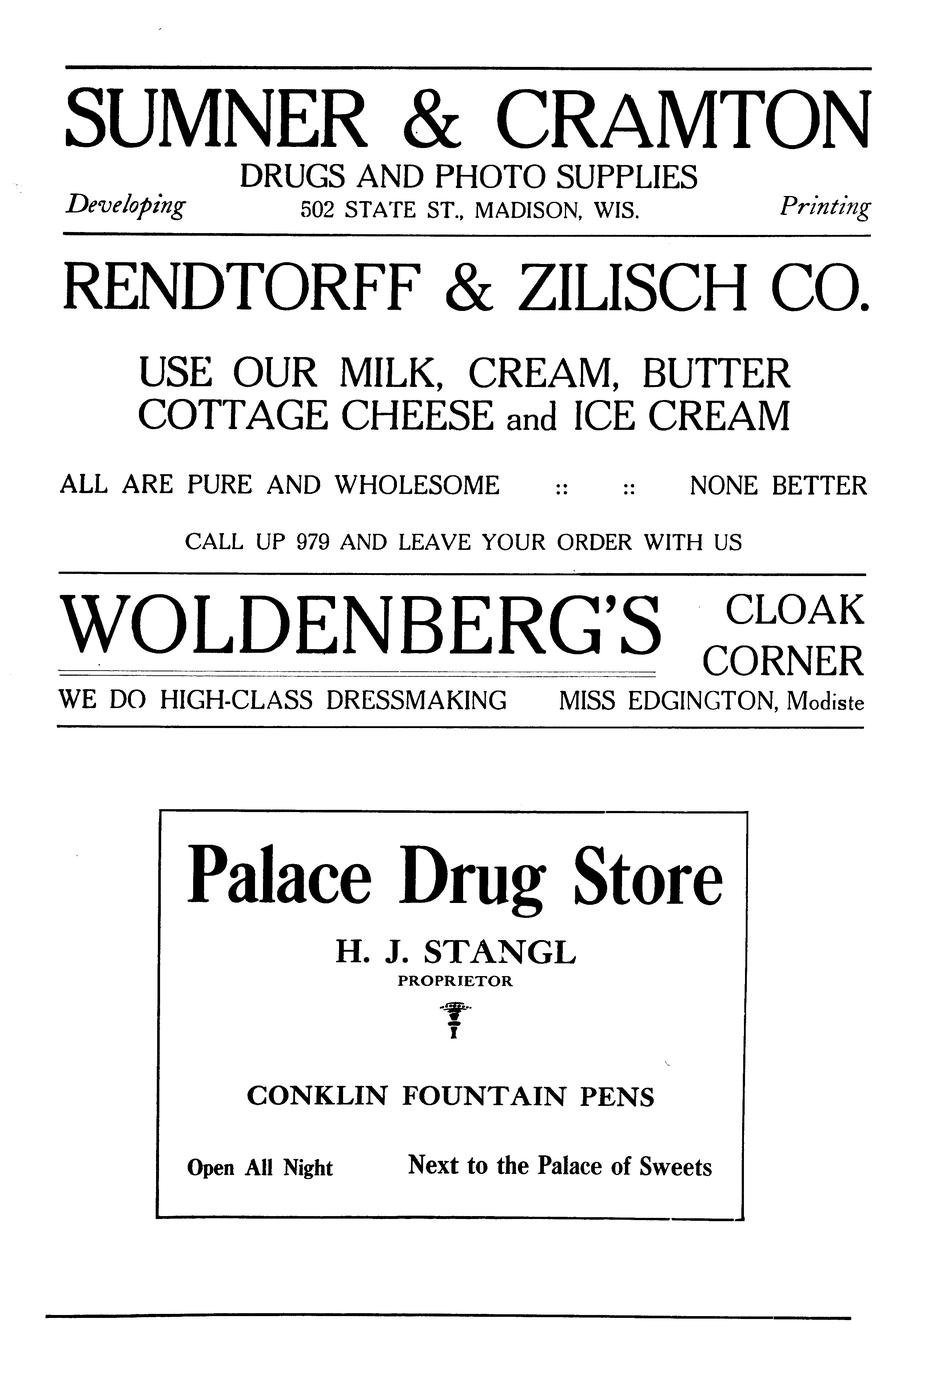 SUMNER & CRAMTON
DRUGS AND PHOTO SUPPLIES
Developing 502 STATE ST., MADISON, WIS. Printing
RENDTORFF & ZILISCH CO.
USE OUR MILK, CREAM, BUTTER
COTTAGE CHEESE and ICE CREAM
ALL ARE PURE AND WHOLESOME :: :: NONE BETTER
CALL UP 979 AND LEAVE YOUR ORDER WITH US
WOLDENBERG'S CLOAK
CORNER
WE DO HIGH-CLASS DRESSMAKING MISS EDGINGTON, Modiste
Palace Drug Store
H. J. STANGL
PROPRIETOR
CONKLIN FOUNTAIN PENS
Open All Night Next to the Palace of Sweets